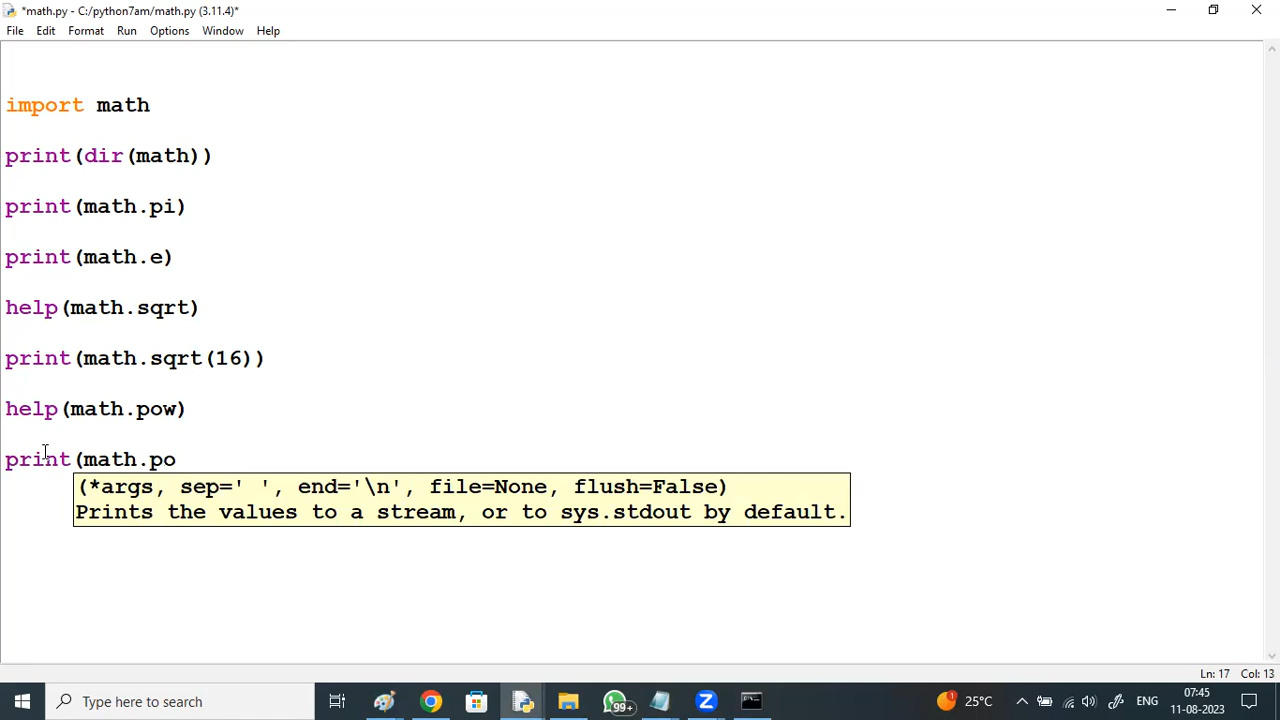 *math.py - C:/python7am/math.py (3.11.4)*
File Edit Format Run Options Window Help
import math
print(dir(math))
print(math.pi)
print(math.e)
help(math.sqrt)
print(math.sqrt(16))
help(math.pow)
print(math.po
(*args, sep=' ', end='\n', file=None, flush=False)
Prints the values to a stream, or to sys.stdout by default.
Ln: 17 Col: 13
Type here to search
99+
1
25°C
ENG
07:45
11-08-2023